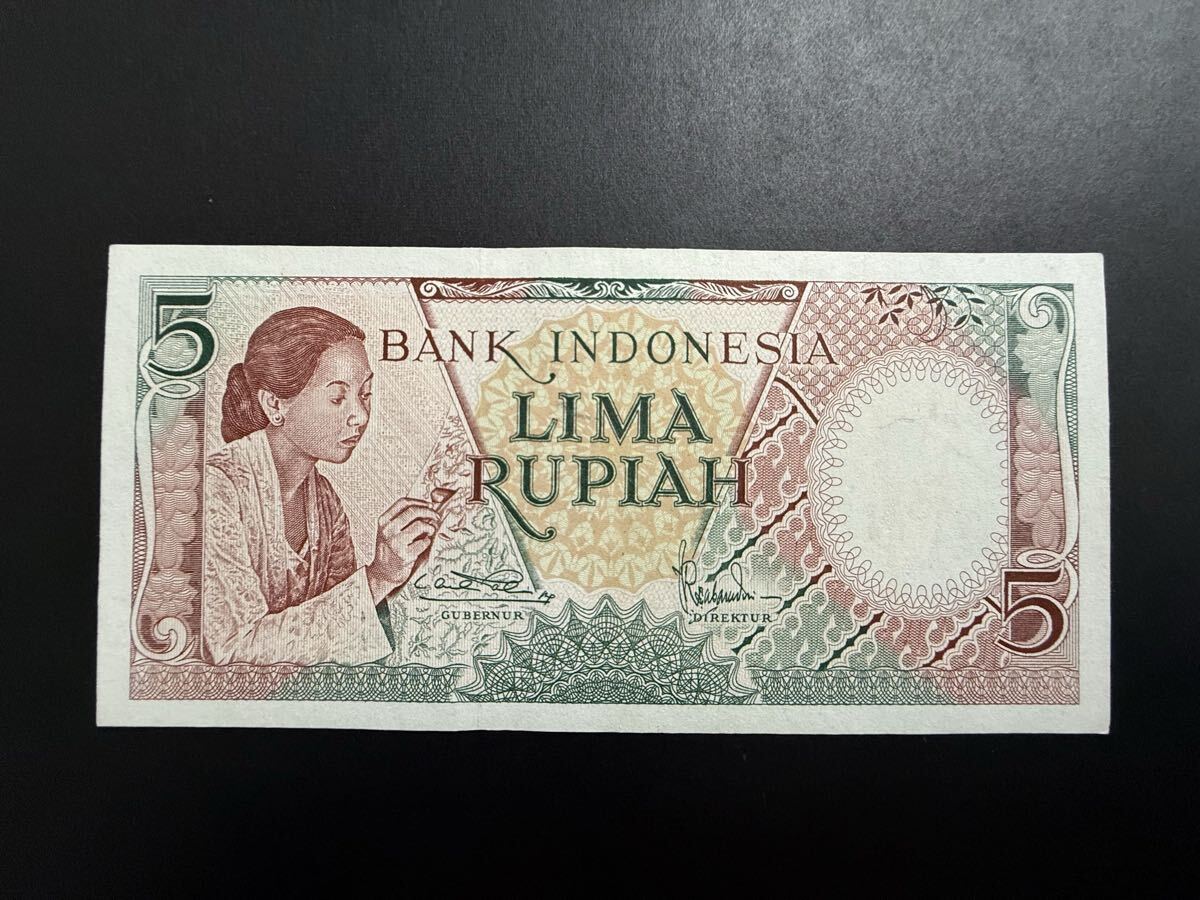 5
BANK INDONESIA
LIMA
RUPIAH
GUBERNUR
DIREKTUR
5